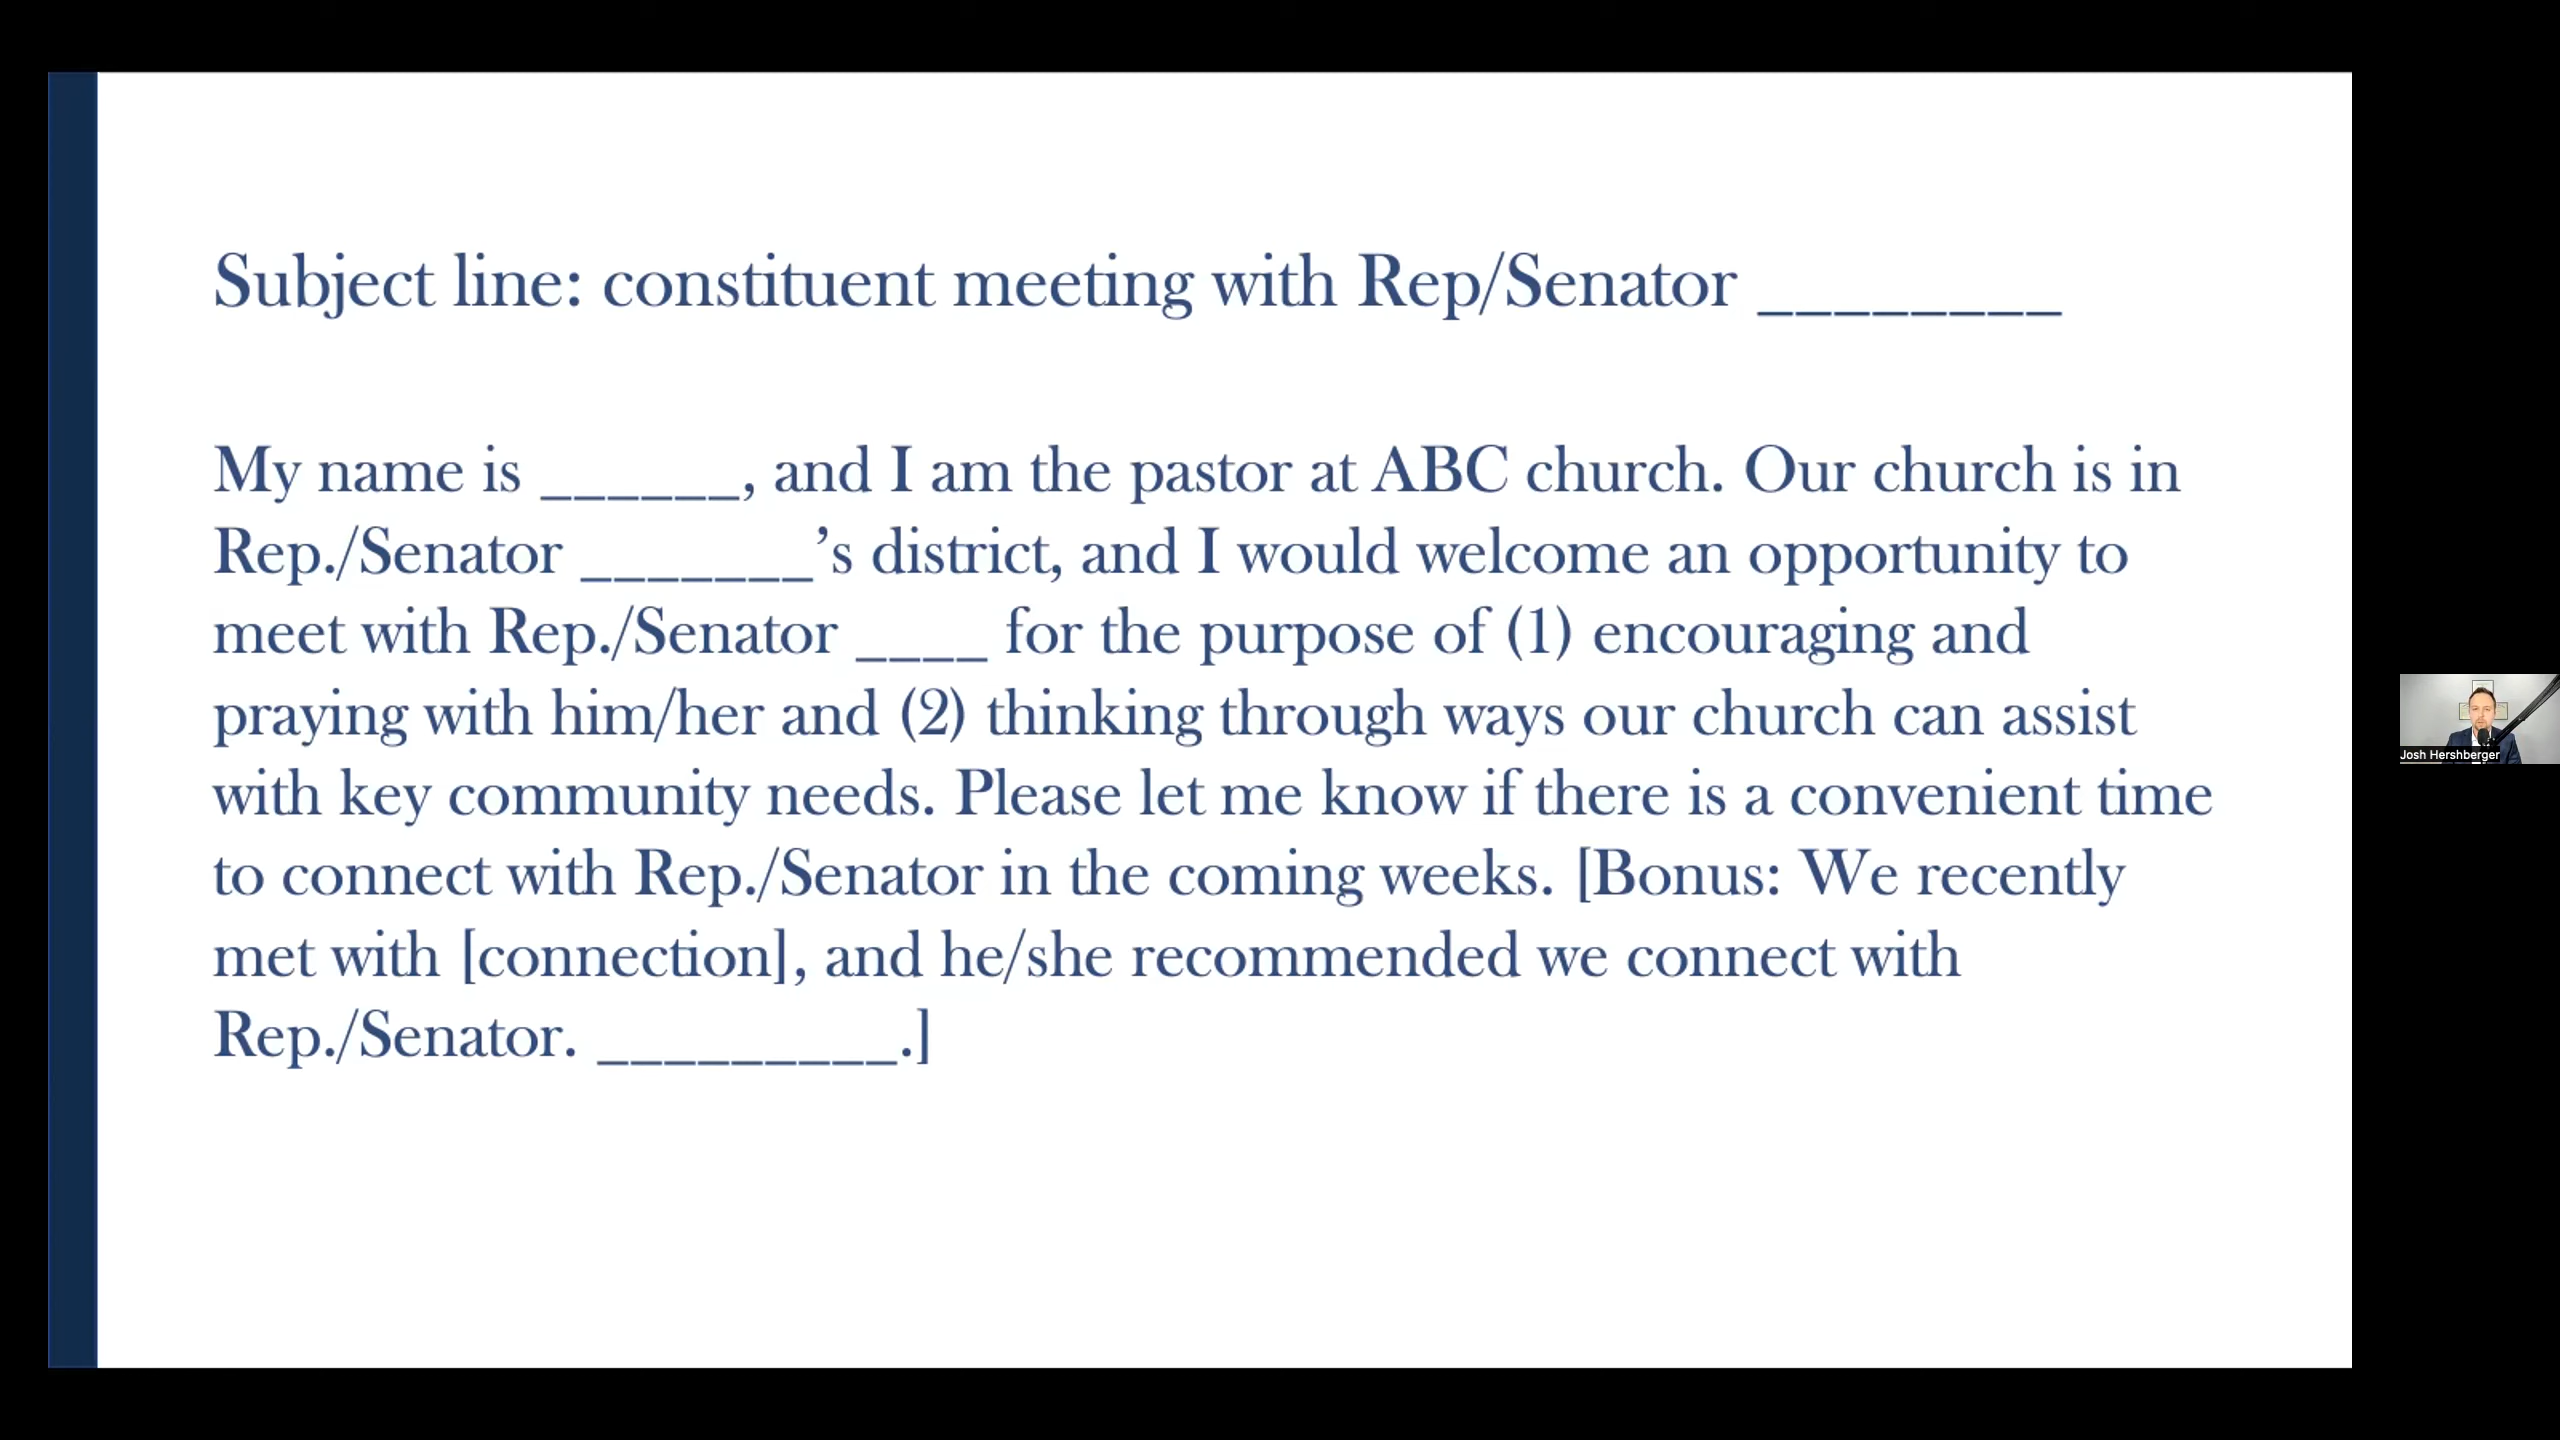 Subject line: constituent meeting with Rep/Senator ________
My name is ______, and I am the pastor at ABC church. Our church is in
Rep./Senator _______’s district, and I would welcome an opportunity to
meet with Rep./Senator ____ for the purpose of (1) encouraging and
praying with him/her and (2) thinking through ways our church can assist
with key community needs. Please let me know if there is a convenient time
to connect with Rep./Senator in the coming weeks. [Bonus: We recently
met with [connection], and he/she recommended we connect with
Rep./Senator. _________.]
Josh Hershberger